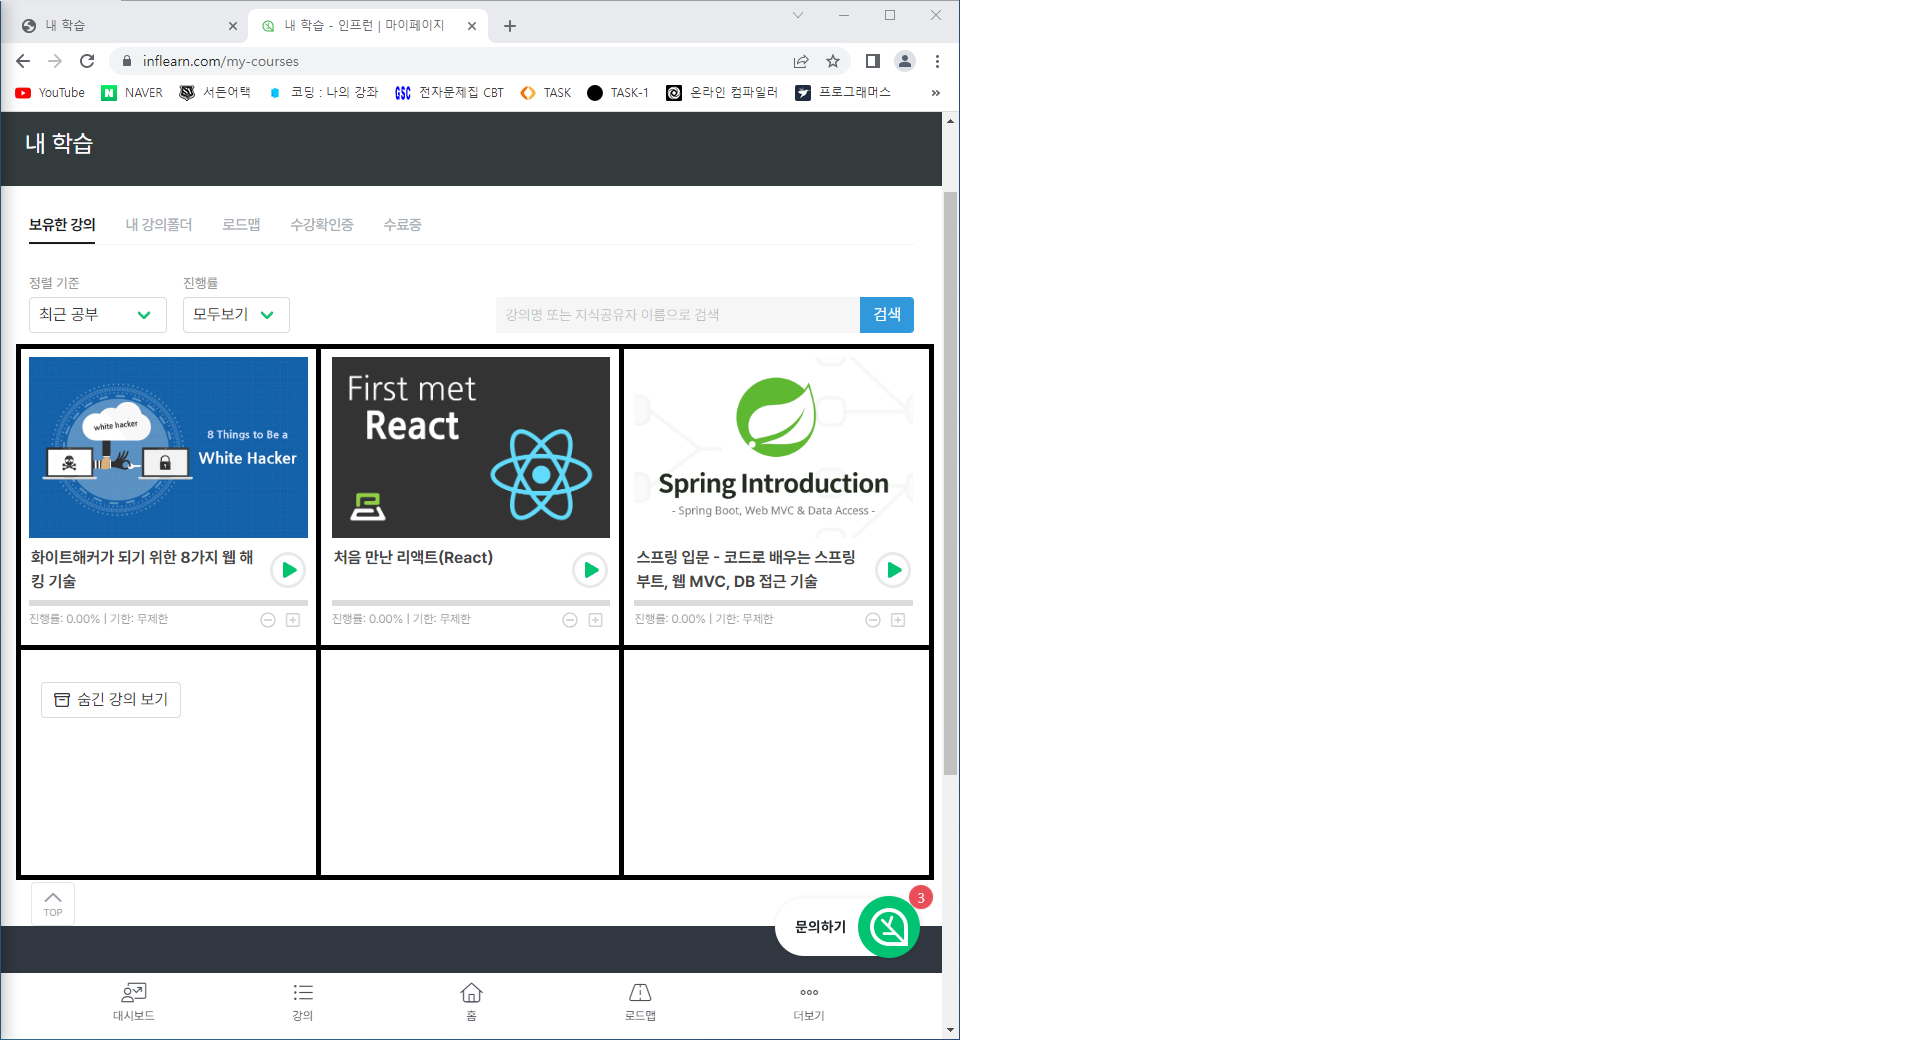 내 학습
내 학습 - 인프런 | 마이페이지
inflearn.com/my-courses
YouTube NAVER 서든어택 코딩 : 나의 강좌 전자문제집 CBT TASK TASK-1 온라인 컴파일러 프로그래머스 »
내 학습
보유한 강의 내 강의폴더 로드맵 수강확인증 수료증
정렬 기준 진행률
최근 공부 모두보기 강의명 또는 지식공유자 이름으로 검색 검색
white hacker
8 Things to Be a
White Hacker
화이트해커가 되기 위한 8가지 웹 해
킹 기술
진행률: 0.00% | 기한: 무제한
First met
React
처음 만난 리액트(React)
진행률: 0.00% | 기한: 무제한
Spring Introduction
- Spring Boot, Web MVC & Data Access -
스프링 입문 - 코드로 배우는 스프링
부트, 웹 MVC, DB 접근 기술
진행률: 0.00% | 기한: 무제한
숨긴 강의 보기
TOP
문의하기
3
대시보드 강의 홈 로드맵 더보기